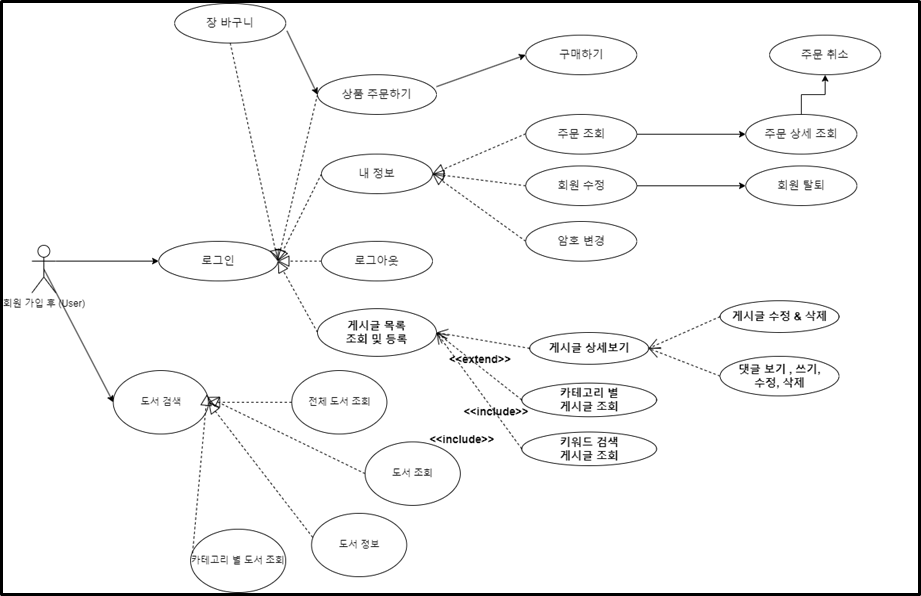 장 바구니
구매하기
주문 취소
상품 주문하기
주문 조회
주문 상세 조회
내 정보
회원 수정
회원 탈퇴
암호 변경
로그인
로그아웃
회원 가입 후 (User)
게시글 목록
조회 및 등록
게시글 수정 & 삭제
게시글 상세보기
<<extend>>
댓글 보기 , 쓰기,
수정, 삭제
도서 검색
전체 도서 조회
카테고리 별
게시글 조회
<<include>>
<<include>>
키워드 검색
게시글 조회
도서 조회
도서 정보
카테고리 별 도서 조회